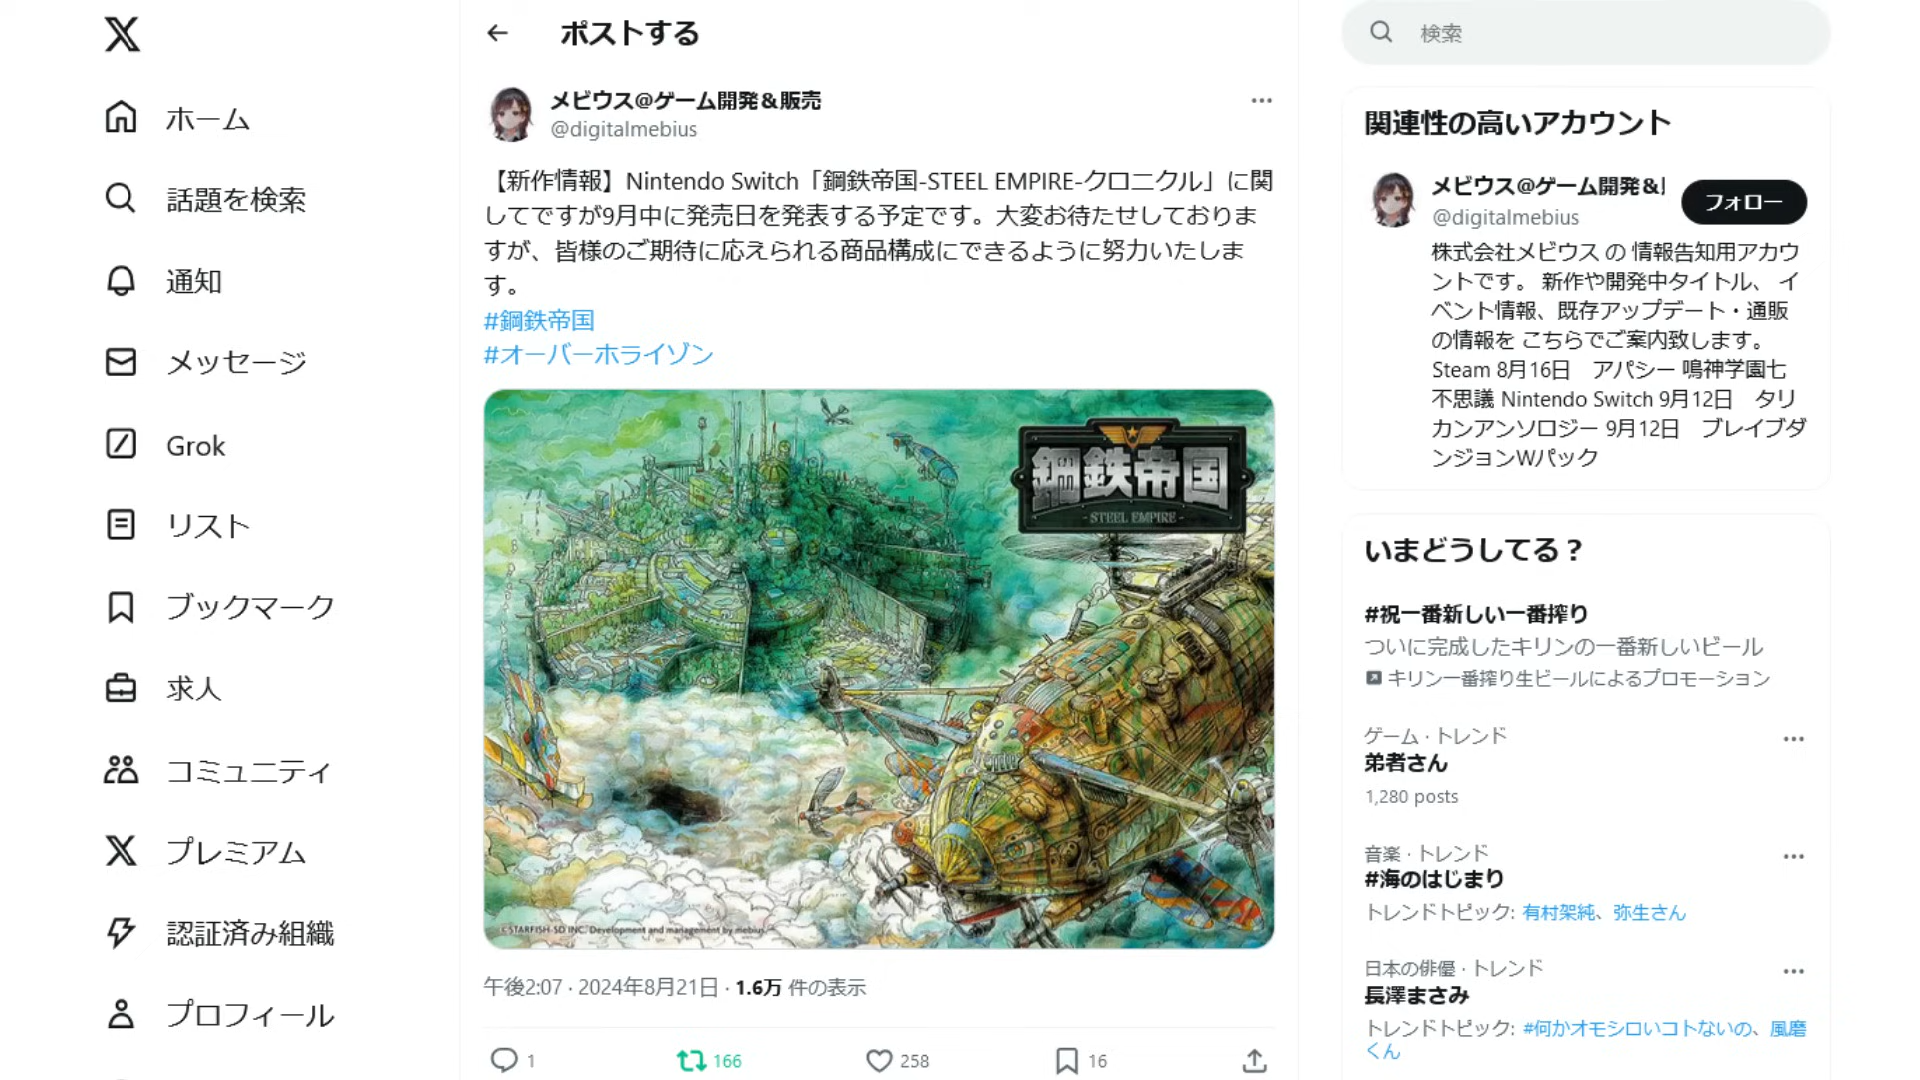 ホーム
話題を検索
通知
メッセージ
Grok
リスト
ブックマーク
求人
コミュニティ
プレミアム
認証済み組織
プロフィール
ポストする
メビウス@ゲーム開発&販売
@digitalmebius
【新作情報】Nintendo Switch「鋼鉄帝国-STEEL EMPIRE-クロニクル」に関
してですが9月中に発売日を発表する予定です。大変お待たせしておりま
すが、皆様のご期待に応えられる商品構成にできるように努力いたしま
す。
#鋼鉄帝国
#オーバーホライゾン
鋼鉄帝国
- STEEL EMPIRE -
©STARFISH-SD INC. Development and management by mebius.
午後2:07 · 2024年8月21日 · 1.6万 件の表示
1
166
258
16
検索
関連性の高いアカウント
メビウス@ゲーム開発&
フォロー
@digitalmebius
株式会社メビウス の 情報告知用アカウ
ントです。 新作や開発中タイトル、 イ
ベント情報、既存アップデート・通販
の情報を こちらでご案内致します。
Steam 8月16日　アパシー 鳴神学園七
不思議 Nintendo Switch 9月12日　タリ
カンアンソロジー 9月12日　ブレイブダ
ンジョンWパック
いまどうしてる？
#祝一番新しい一番搾り
ついに完成したキリンの一番新しいビール
キリン一番搾り生ビールによるプロモーション
ゲーム · トレンド
弟者さん
1,280 posts
音楽 · トレンド
#海のはじまり
トレンドトピック: 有村架純、弥生さん
日本の俳優 · トレンド
長澤まさみ
トレンドトピック: #何かオモシロいコトないの、風磨
くん